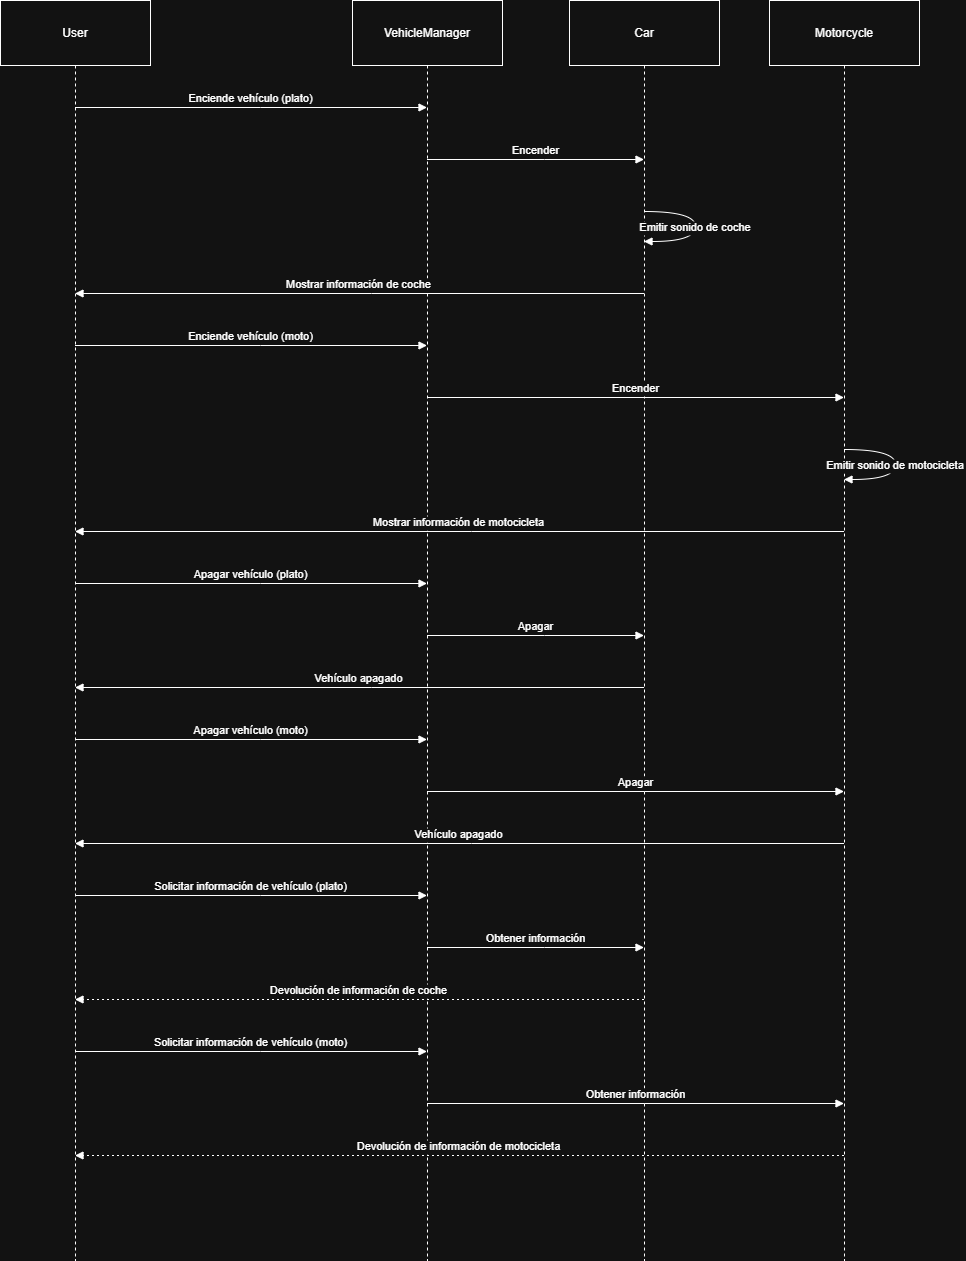 User
VehicleManager
Car
Motorcycle
Enciende vehículo (plato)
Encender
Emitir sonido de coche
Mostrar información de coche
Enciende vehículo (moto)
Encender
Emitir sonido de motocicleta
Mostrar información de motocicleta
Apagar vehículo (plato)
Apagar
Vehículo apagado
Apagar vehículo (moto)
Apagar
Vehículo apagado
Solicitar información de vehículo (plato)
Obtener información
Devolución de información de coche
Solicitar información de vehículo (moto)
Obtener información
Devolución de información de motocicleta